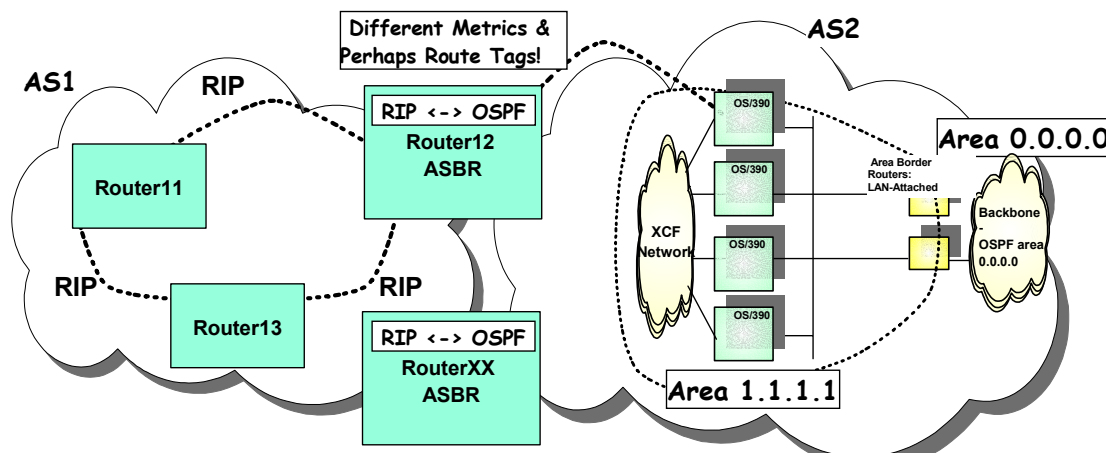 Different Metrics &
Perhaps Route Tags!
AS2
AS1
RIP
RIP <-> OSPF
Router12
ASBR
Router11
RIP
RIP
Router13
RIP <-> OSPF
RouterXX
ASBR
OS/390
OS/390
OS/390
OS/390
XCF
Network
Area Border
Routers:
LAN-Attached
Area 0.0.0.0
Backbone
-
OSPF area
0.0.0.0
Area 1.1.1.1